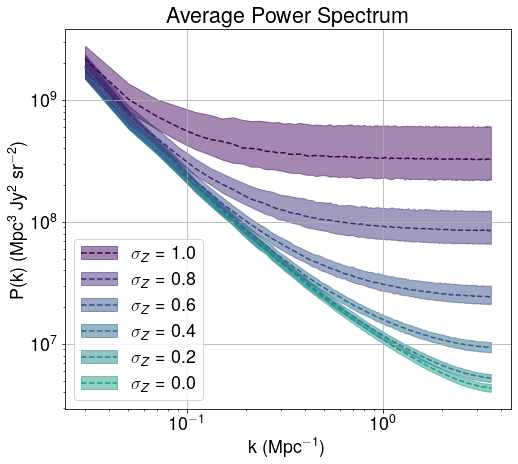 Average Power Spectrum
P(k) (Mpc³ Jy² sr⁻²)
10⁹
10⁸
10⁷
σ_Z = 1.0
σ_Z = 0.8
σ_Z = 0.6
σ_Z = 0.4
σ_Z = 0.2
σ_Z = 0.0
10⁻¹
10⁰
k (Mpc⁻¹)